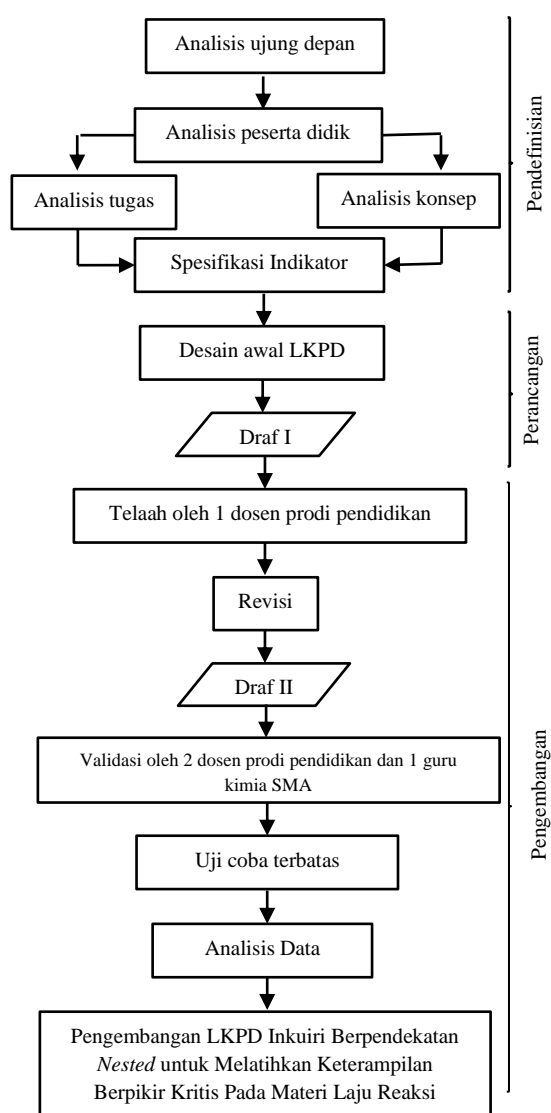 Analisis ujung depan
Analisis peserta didik
Analisis tugas
Analisis konsep
Spesifikasi Indikator
Pendefinisian
Desain awal LKPD
Draf I
Perancangan
Telaah oleh 1 dosen prodi pendidikan
Revisi
Draf II
Validasi oleh 2 dosen prodi pendidikan dan 1 guru
kimia SMA
Uji coba terbatas
Analisis Data
Pengembangan LKPD Inkuiri Berpendekatan
Nested untuk Melatihkan Keterampilan
Berpikir Kritis Pada Materi Laju Reaksi
Pengembangan